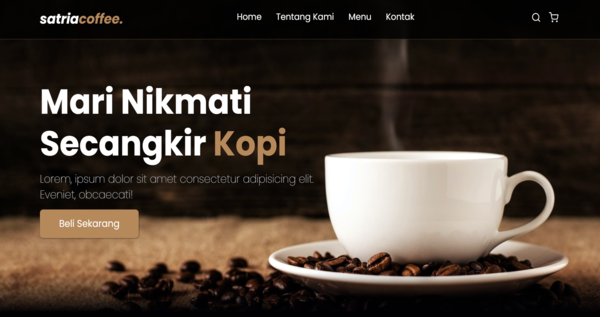 satriacoffee.
Home Tentang Kami Menu Kontak
Mari Nikmati
Secangkir Kopi
Lorem, ipsum dolor sit amet consectetur adipisicing elit.
Eveniet, obcaecati!
Beli Sekarang